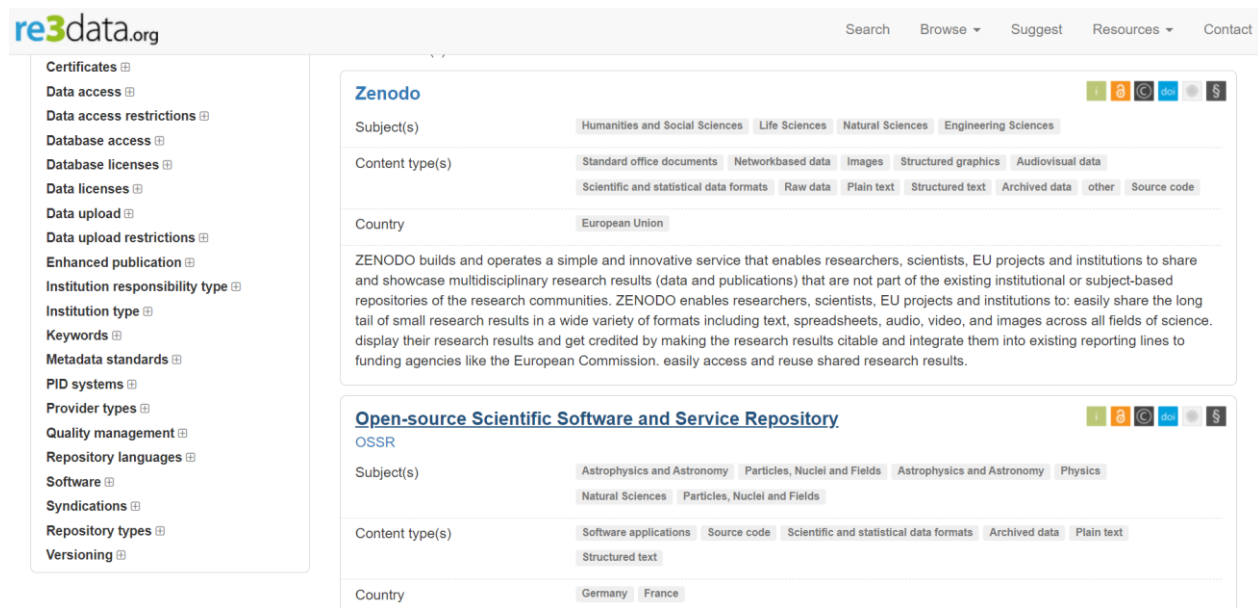 re3data.org
Search Browse Suggest Resources Contact
Certificates
Data access
Data access restrictions
Database access
Database licenses
Data licenses
Data upload
Data upload restrictions
Enhanced publication
Institution responsibility type
Institution type
Keywords
Metadata standards
PID systems
Provider types
Quality management
Repository languages
Software
Syndications
Repository types
Versioning
Zenodo
i © doi §
Subject(s) Humanities and Social Sciences Life Sciences Natural Sciences Engineering Sciences
Content type(s) Standard office documents Networkbased data Images Structured graphics Audiovisual data
Scientific and statistical data formats Raw data Plain text Structured text Archived data other Source code
Country European Union
ZENODO builds and operates a simple and innovative service that enables researchers, scientists, EU projects and institutions to share
and showcase multidisciplinary research results (data and publications) that are not part of the existing institutional or subject-based
repositories of the research communities. ZENODO enables researchers, scientists, EU projects and institutions to: easily share the long
tail of small research results in a wide variety of formats including text, spreadsheets, audio, video, and images across all fields of science.
display their research results and get credited by making the research results citable and integrate them into existing reporting lines to
funding agencies like the European Commission. easily access and reuse shared research results.
Open-source Scientific Software and Service Repository
i © doi §
OSSR
Subject(s) Astrophysics and Astronomy Particles, Nuclei and Fields Astrophysics and Astronomy Physics
Natural Sciences Particles, Nuclei and Fields
Content type(s) Software applications Source code Scientific and statistical data formats Archived data Plain text
Structured text
Country Germany France